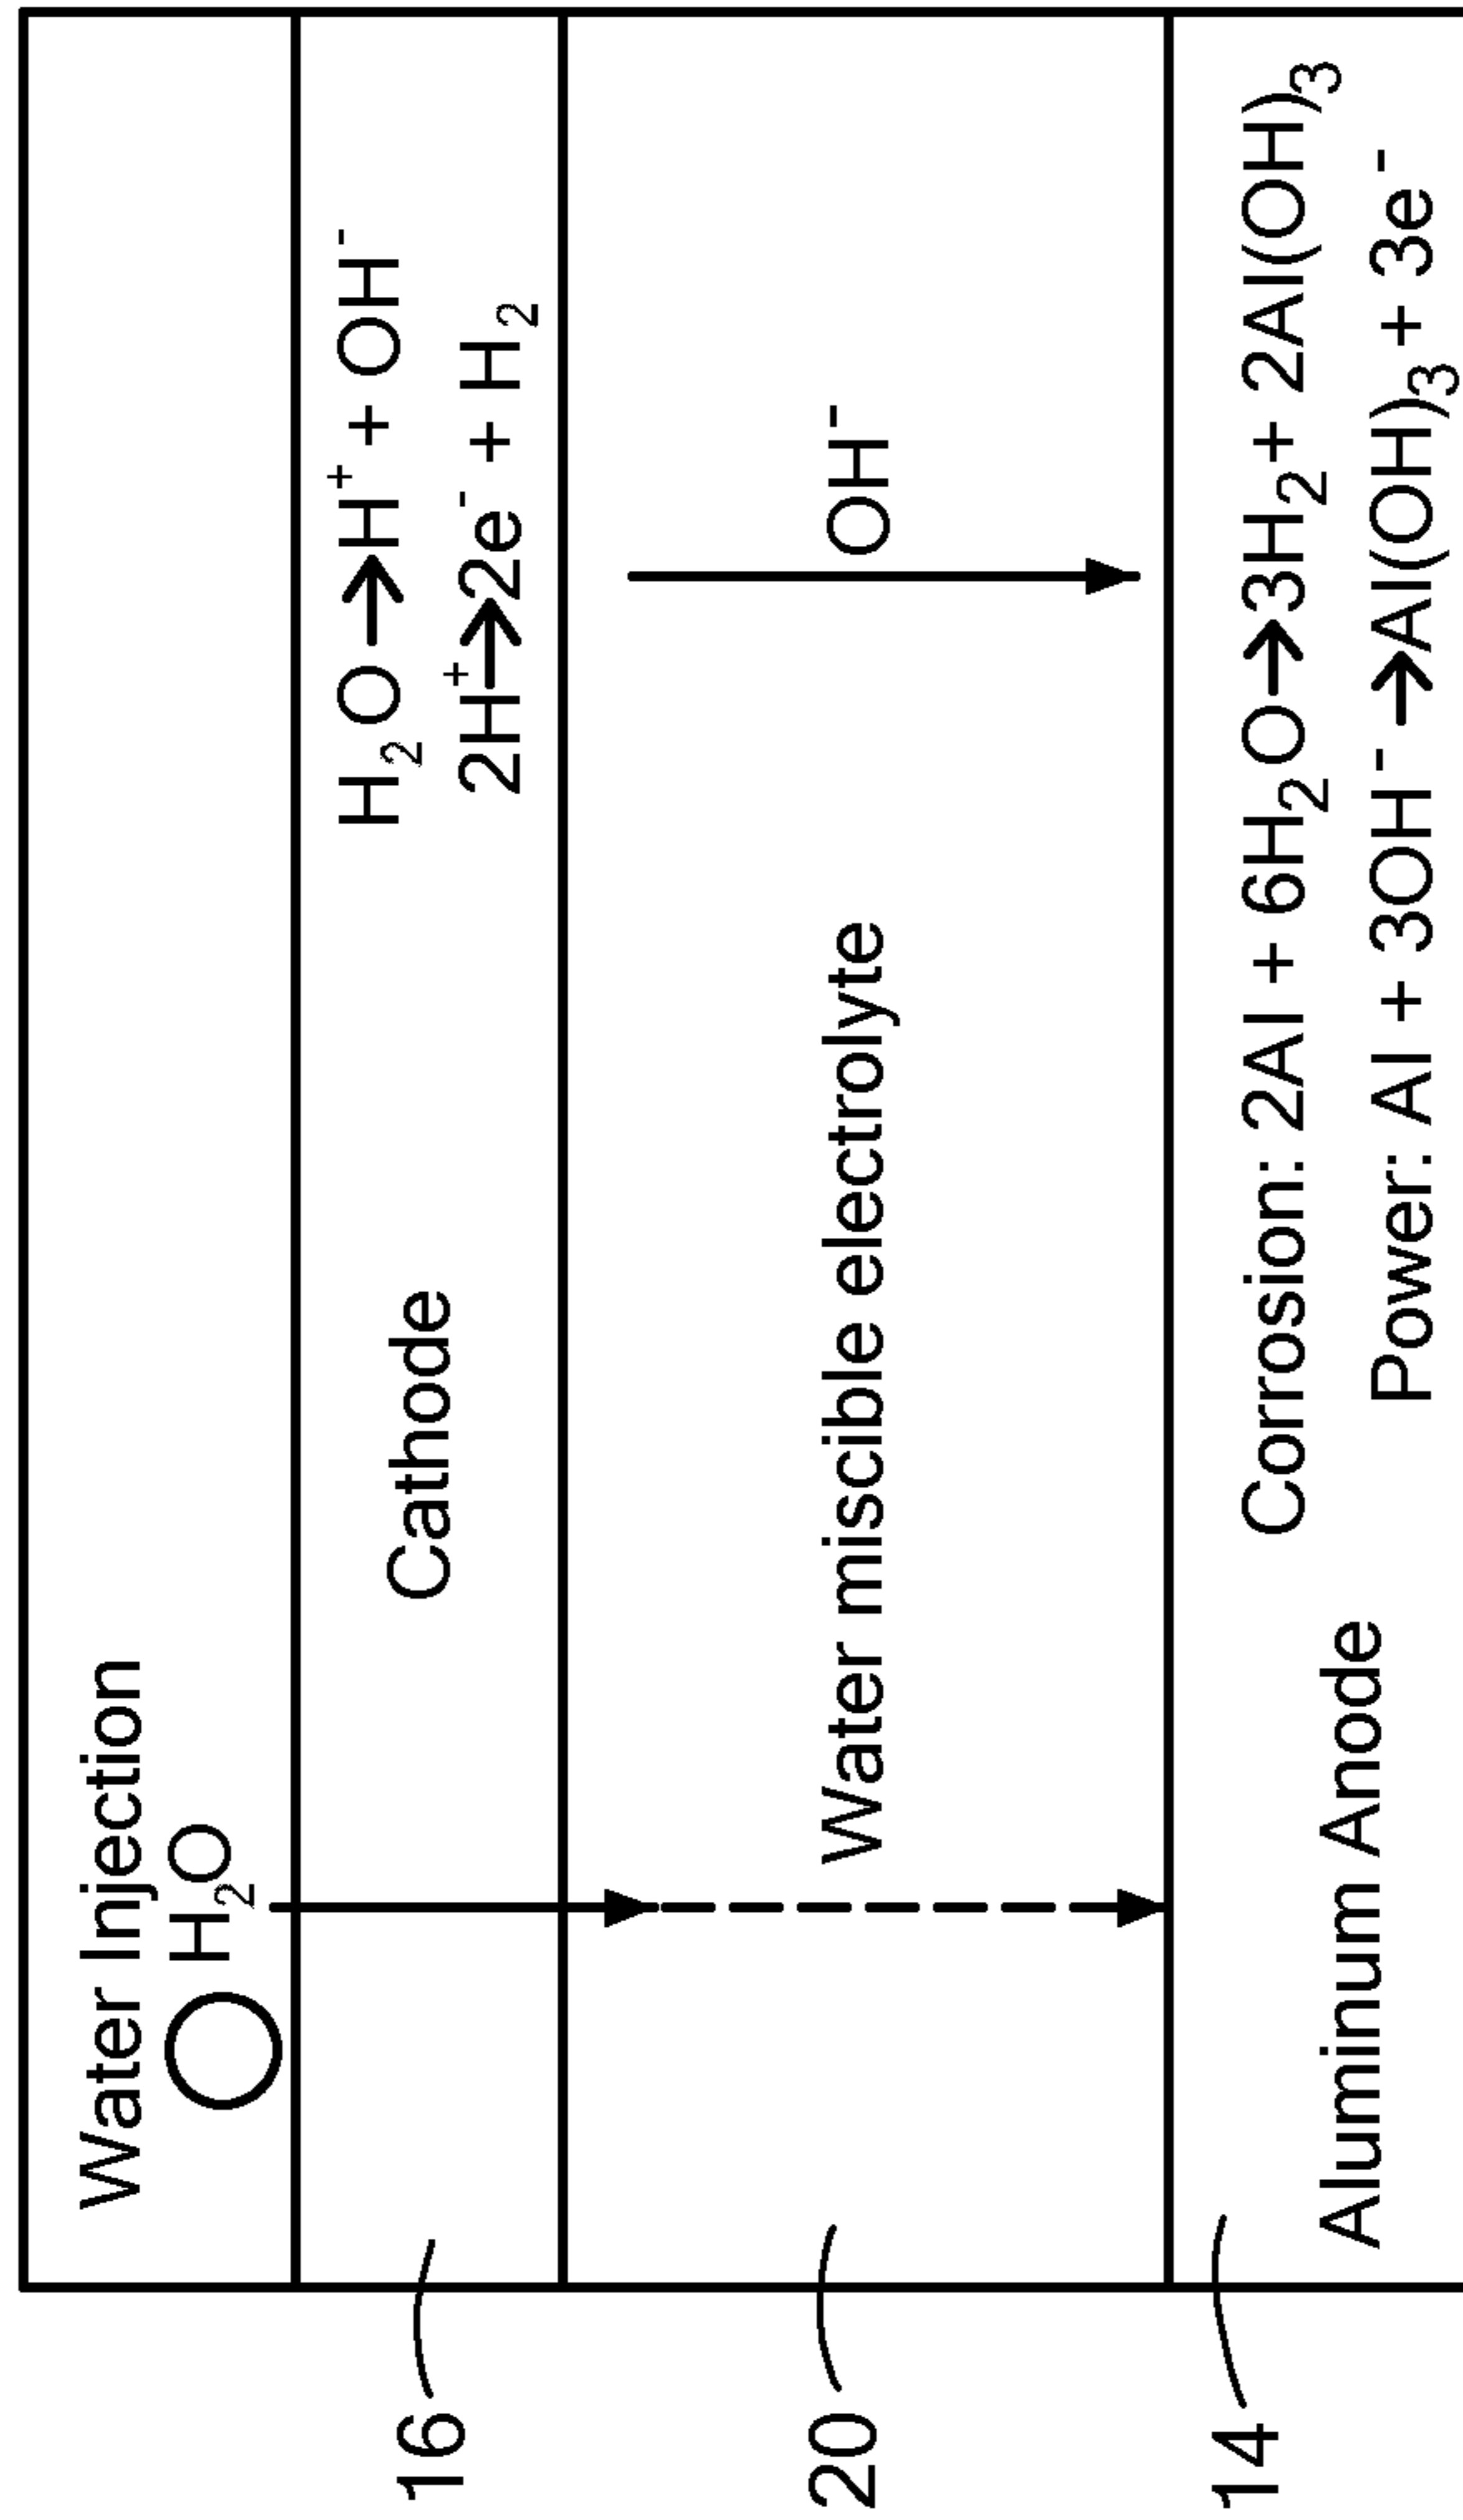 Water Injection
H₂O
16
Cathode
H₂O→H⁺ + OH⁻
2H⁺→2e⁻ + H₂
20
Water miscible electrolyte
OH⁻
14
Aluminum Anode
Corrosion: 2Al + 6H₂O→3H₂ + 2Al(OH)₃
Power: Al + 3OH⁻→Al(OH)₃ + 3e⁻